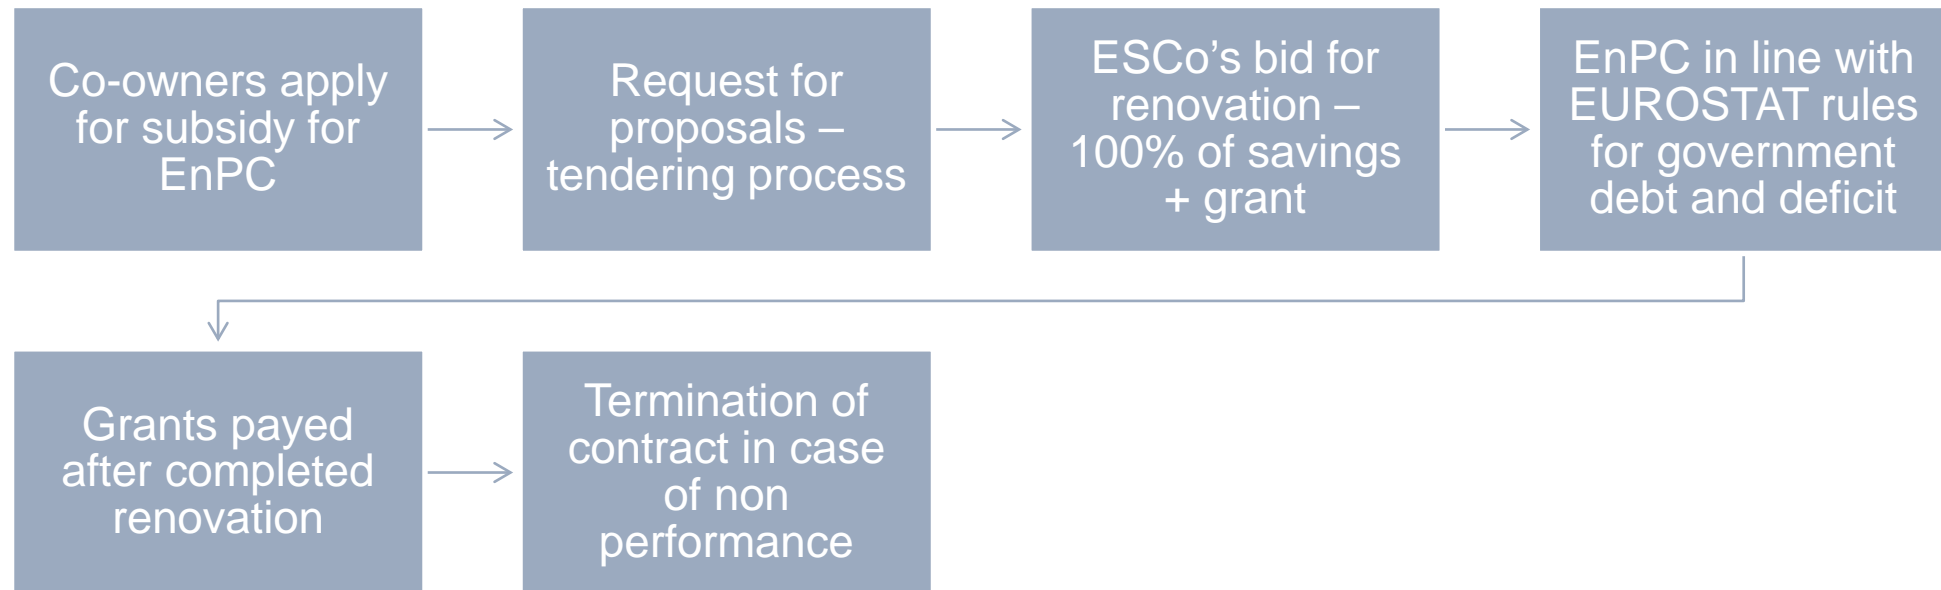 Co-owners apply
for subsidy for
EnPC
Request for
proposals –
tendering process
ESCo’s bid for
renovation –
100% of savings
+ grant
EnPC in line with
EUROSTAT rules
for government
debt and deficit
Grants payed
after completed
renovation
Termination of
contract in case
of non
performance